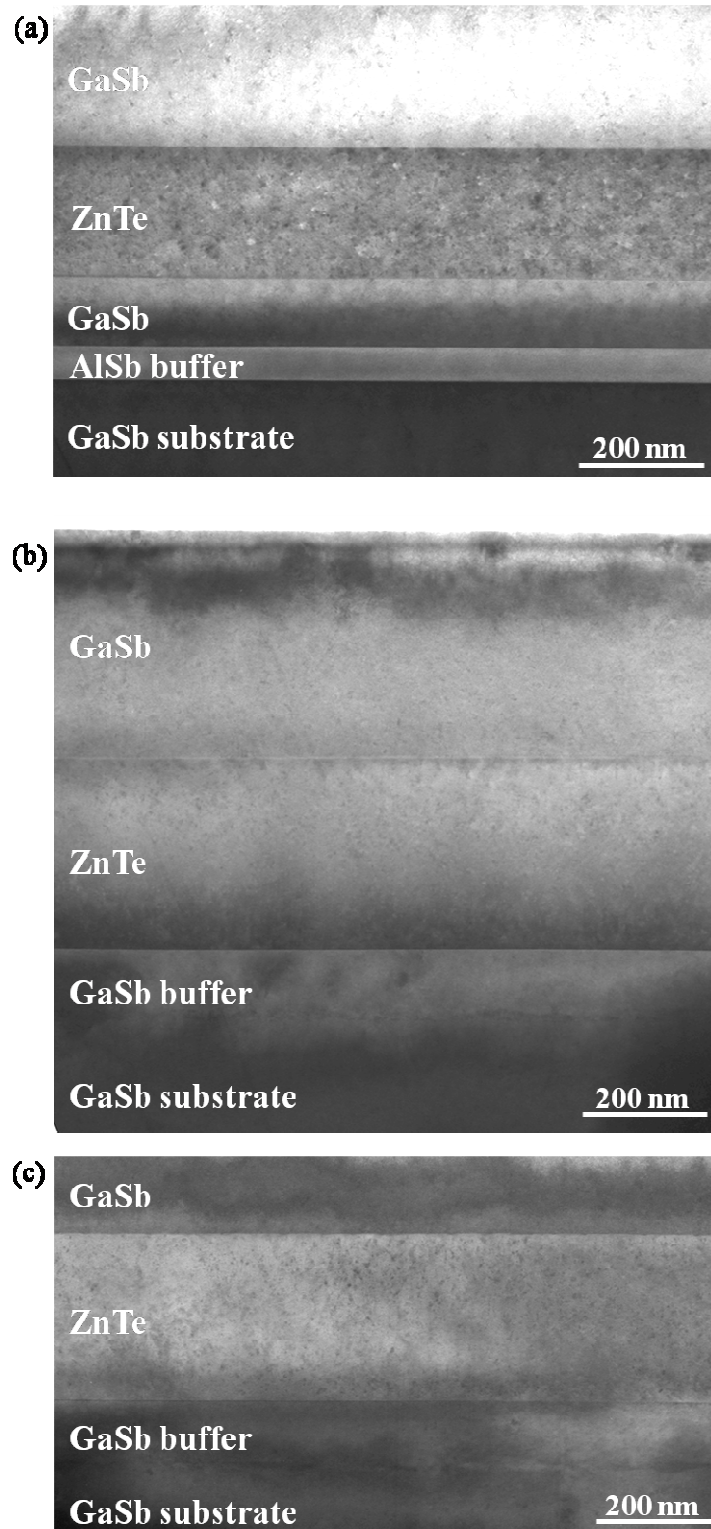 (a)
GaSb
ZnTe
GaSb
AlSb buffer
GaSb substrate
200 nm
(b)
GaSb
ZnTe
GaSb buffer
GaSb substrate
200 nm
(c)
GaSb
ZnTe
GaSb buffer
GaSb substrate
200 nm